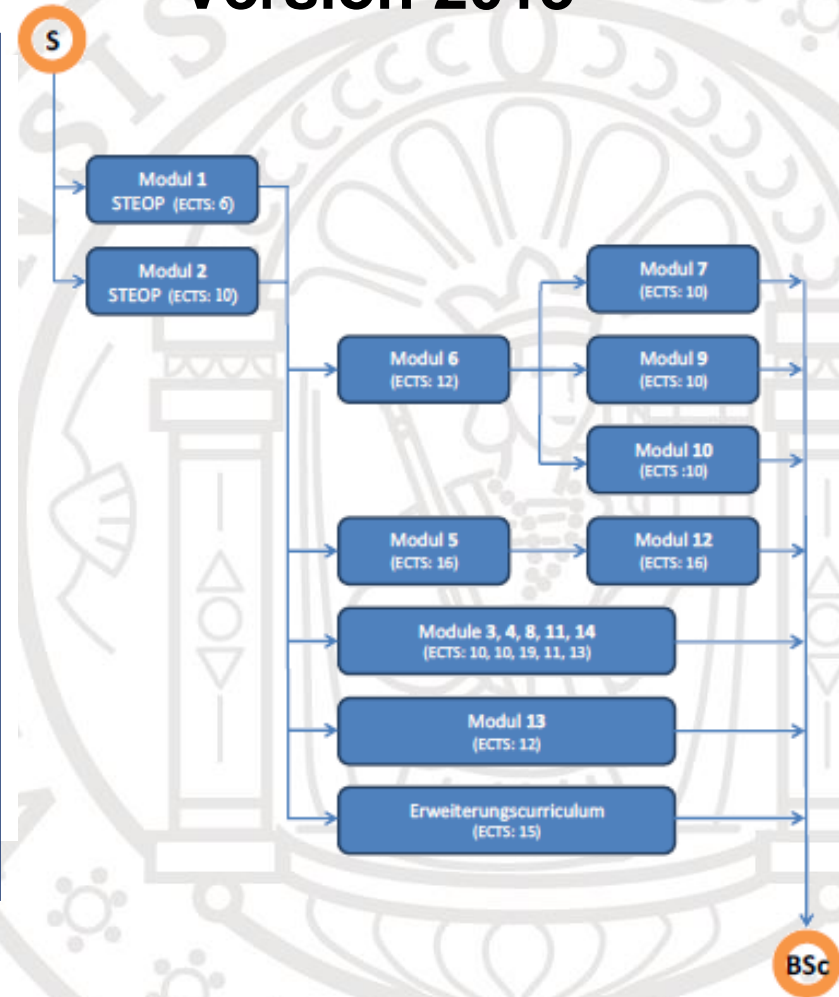 S
Modul 1
STEOP (ECTS: 6)
Modul 2
STEOP (ECTS: 10)
Modul 7
(ECTS: 10)
Modul 6
(ECTS: 12)
Modul 9
(ECTS: 10)
Modul 10
(ECTS :10)
Modul 5
(ECTS: 16)
Modul 12
(ECTS: 16)
Module 3, 4, 8, 11, 14
(ECTS: 10, 10, 19, 11, 13)
Modul 13
(ECTS: 12)
Erweiterungscurriculum
(ECTS: 15)
BSc